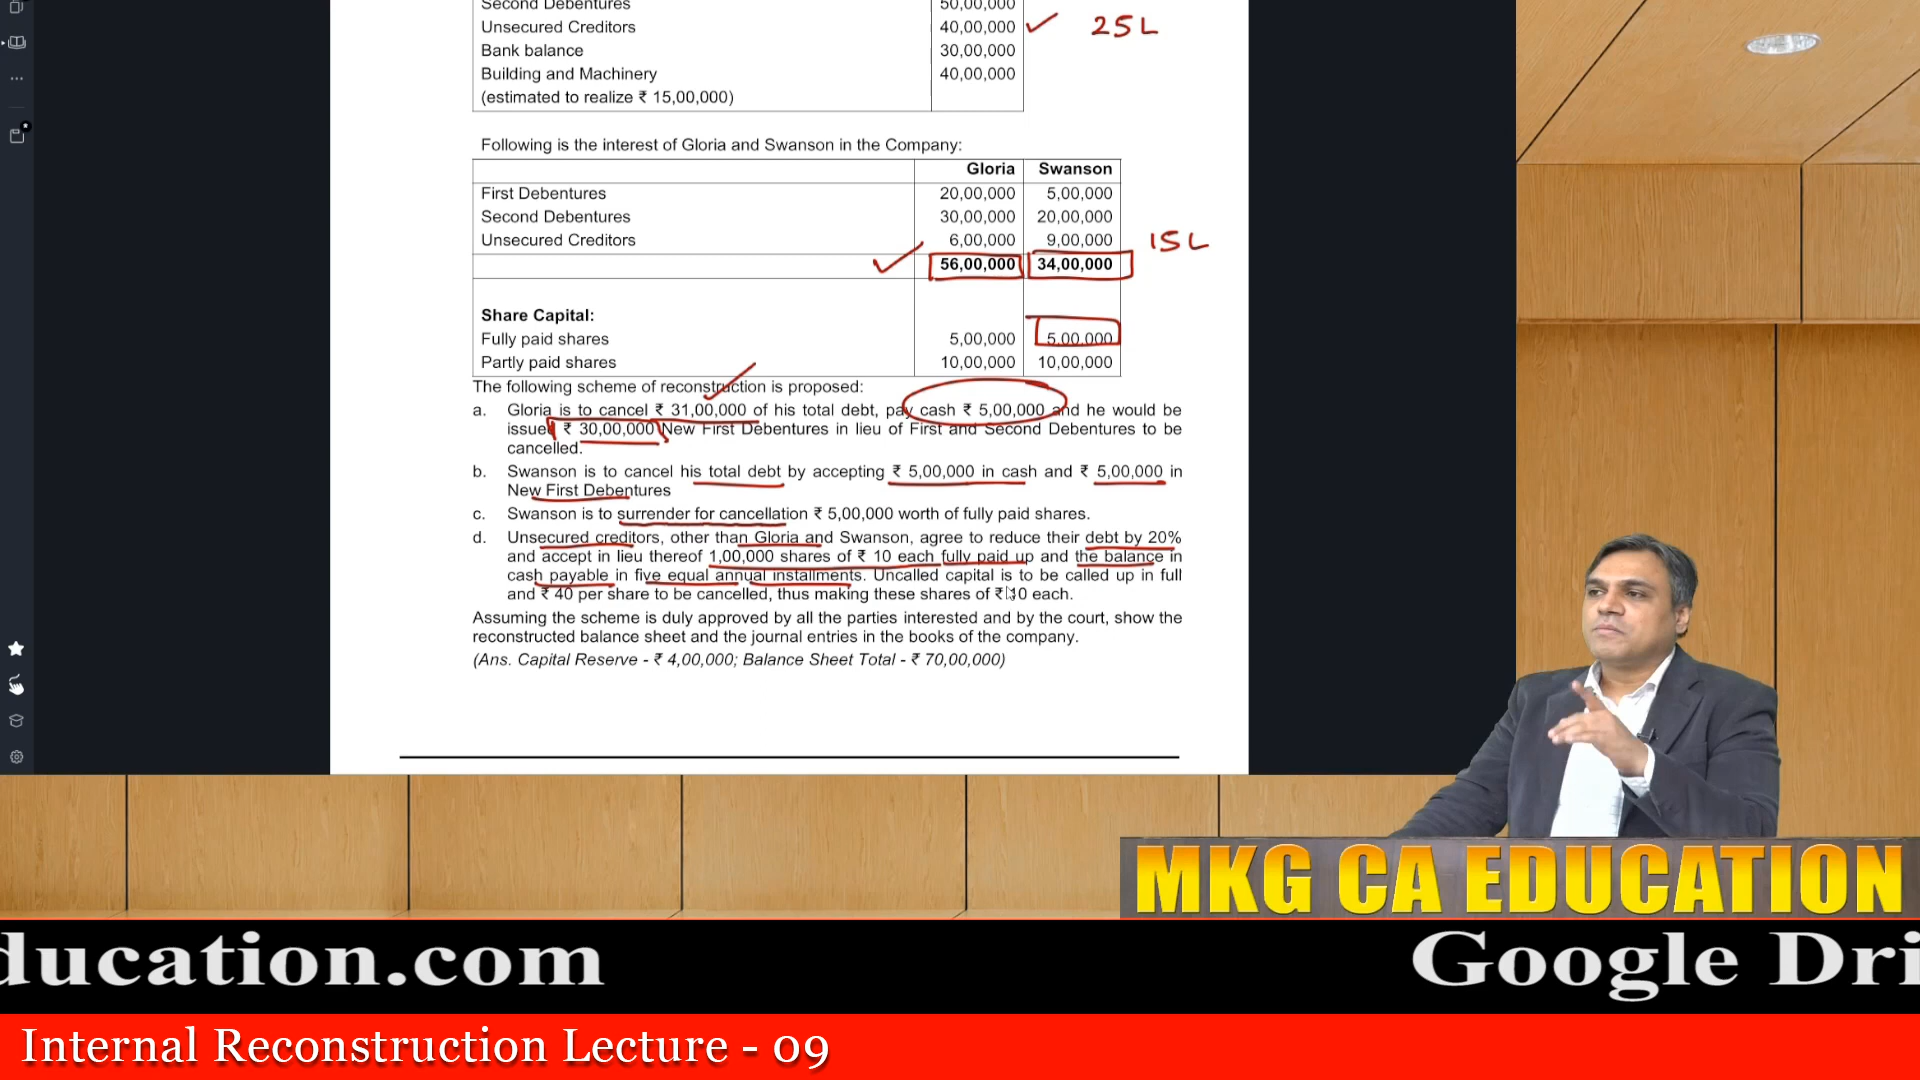 Second Debentures 50,00,000
Unsecured Creditors 40,00,000 25L
Bank balance 30,00,000
Building and Machinery 40,00,000
(estimated to realize ₹ 15,00,000)
Following is the interest of Gloria and Swanson in the Company:
Gloria Swanson
First Debentures 20,00,000 5,00,000
Second Debentures 30,00,000 20,00,000
Unsecured Creditors 6,00,000 9,00,000 15L
56,00,000 34,00,000
Share Capital:
Fully paid shares 5,00,000 5,00,000
Partly paid shares 10,00,000 10,00,000
The following scheme of reconstruction is proposed:
a. Gloria is to cancel ₹ 31,00,000 of his total debt, pay cash ₹ 5,00,000 and he would be
issued ₹ 30,00,000 New First Debentures in lieu of First and Second Debentures to be
cancelled.
b. Swanson is to cancel his total debt by accepting ₹ 5,00,000 in cash and ₹ 5,00,000 in
New First Debentures
c. Swanson is to surrender for cancellation ₹ 5,00,000 worth of fully paid shares.
d. Unsecured creditors, other than Gloria and Swanson, agree to reduce their debt by 20%
and accept in lieu thereof 1,00,000 shares of ₹ 10 each fully paid up and the balance in
cash payable in five equal annual installments. Uncalled capital is to be called up in full
and ₹ 40 per share to be cancelled, thus making these shares of ₹ 10 each.
Assuming the scheme is duly approved by all the parties interested and by the court, show the
reconstructed balance sheet and the journal entries in the books of the company.
(Ans. Capital Reserve - ₹ 4,00,000; Balance Sheet Total - ₹ 70,00,000)
MKG CA EDUCATION
ducation.com Google Dri
Internal Reconstruction Lecture - 09